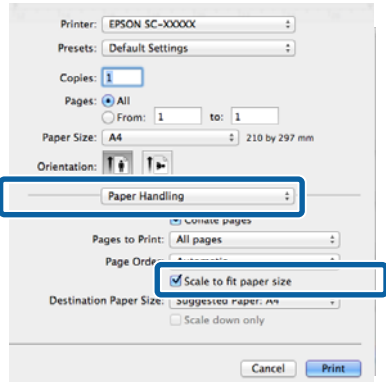 Printer: EPSON SC-XXXXX
Presets: Default Settings
Copies: 1
Pages: All
From: 1 to: 1
Paper Size: A4 210 by 297 mm
Orientation:
Paper Handling
Collate pages
Pages to Print: All pages
Page Order: Automatic
Scale to fit paper size
Destination Paper Size: Suggested Paper: A4
Scale down only
Cancel Print